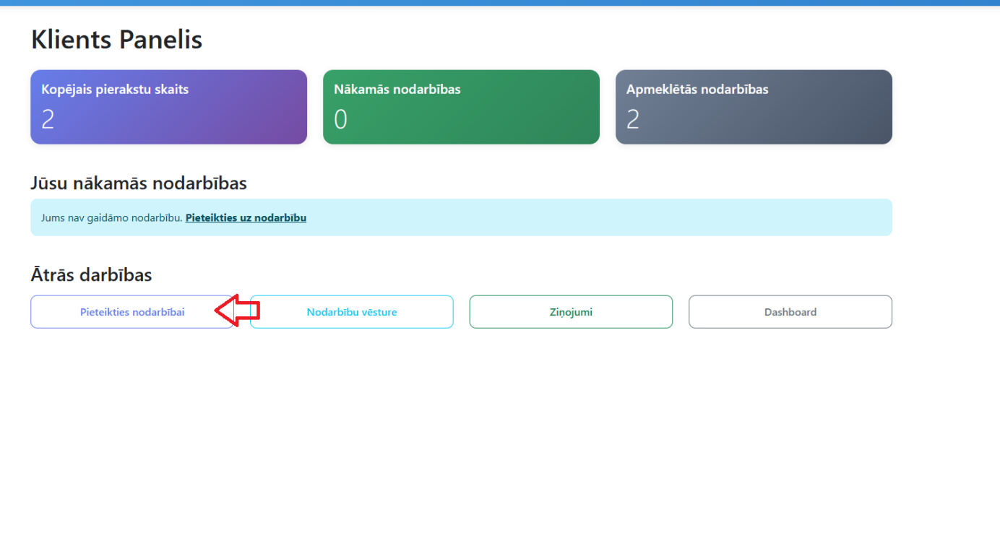 Klients Panelis
Kopējais pierakstu skaits
2
Nākamās nodarbības
0
Apmeklētās nodarbības
2
Jūsu nākamās nodarbības
Jums nav gaidāmo nodarbību. Pieteikties uz nodarbību
Ātrās darbības
Pieteikties nodarbībai
Nodarbību vēsture
Ziņojumi
Dashboard